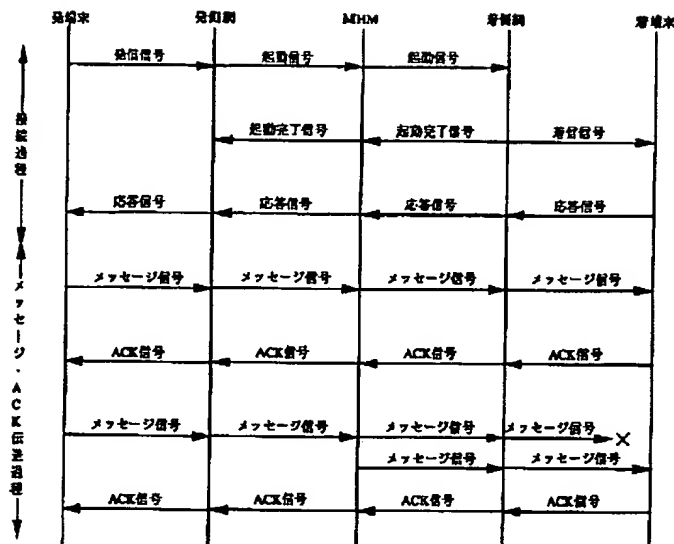 発端末 発側網 MHM 着側網 着端末
発信信号 起動信号 起動信号
起動完了信号 起動完了信号 着信信号
接続過程
応答信号 応答信号 応答信号 応答信号
メッセージ信号 メッセージ信号 メッセージ信号 メッセージ信号
ACK信号 ACK信号 ACK信号 ACK信号
メッセージ・ACK伝送過程
メッセージ信号 メッセージ信号 メッセージ信号 メッセージ信号 ×
メッセージ信号 メッセージ信号
ACK信号 ACK信号 ACK信号 ACK信号